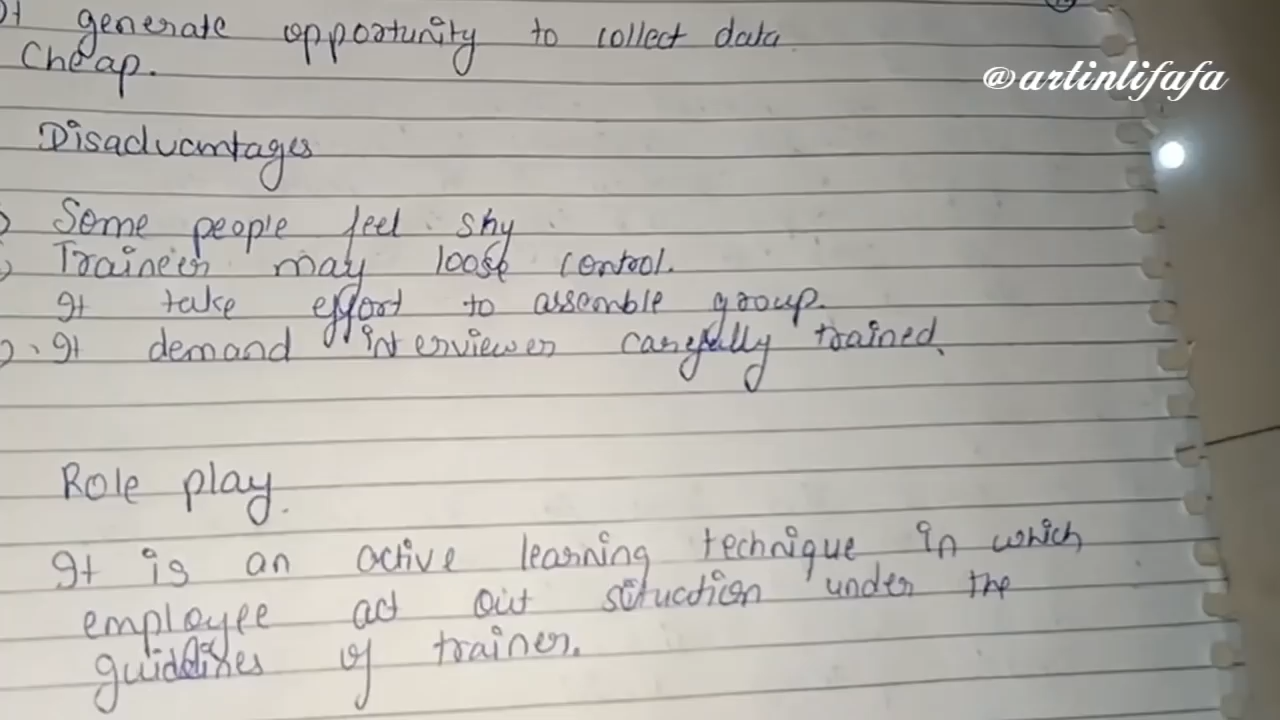 It generate opportunity to collect data
Cheap.
@artinlifafa
Disadvantages
Some people feel shy.
Traineer may loose control.
It take effort to assemble group.
It demand interviewer carefully trained.
Role play.
It is an active learning technique in which
employee act out situation under the
guidelines of trainer.